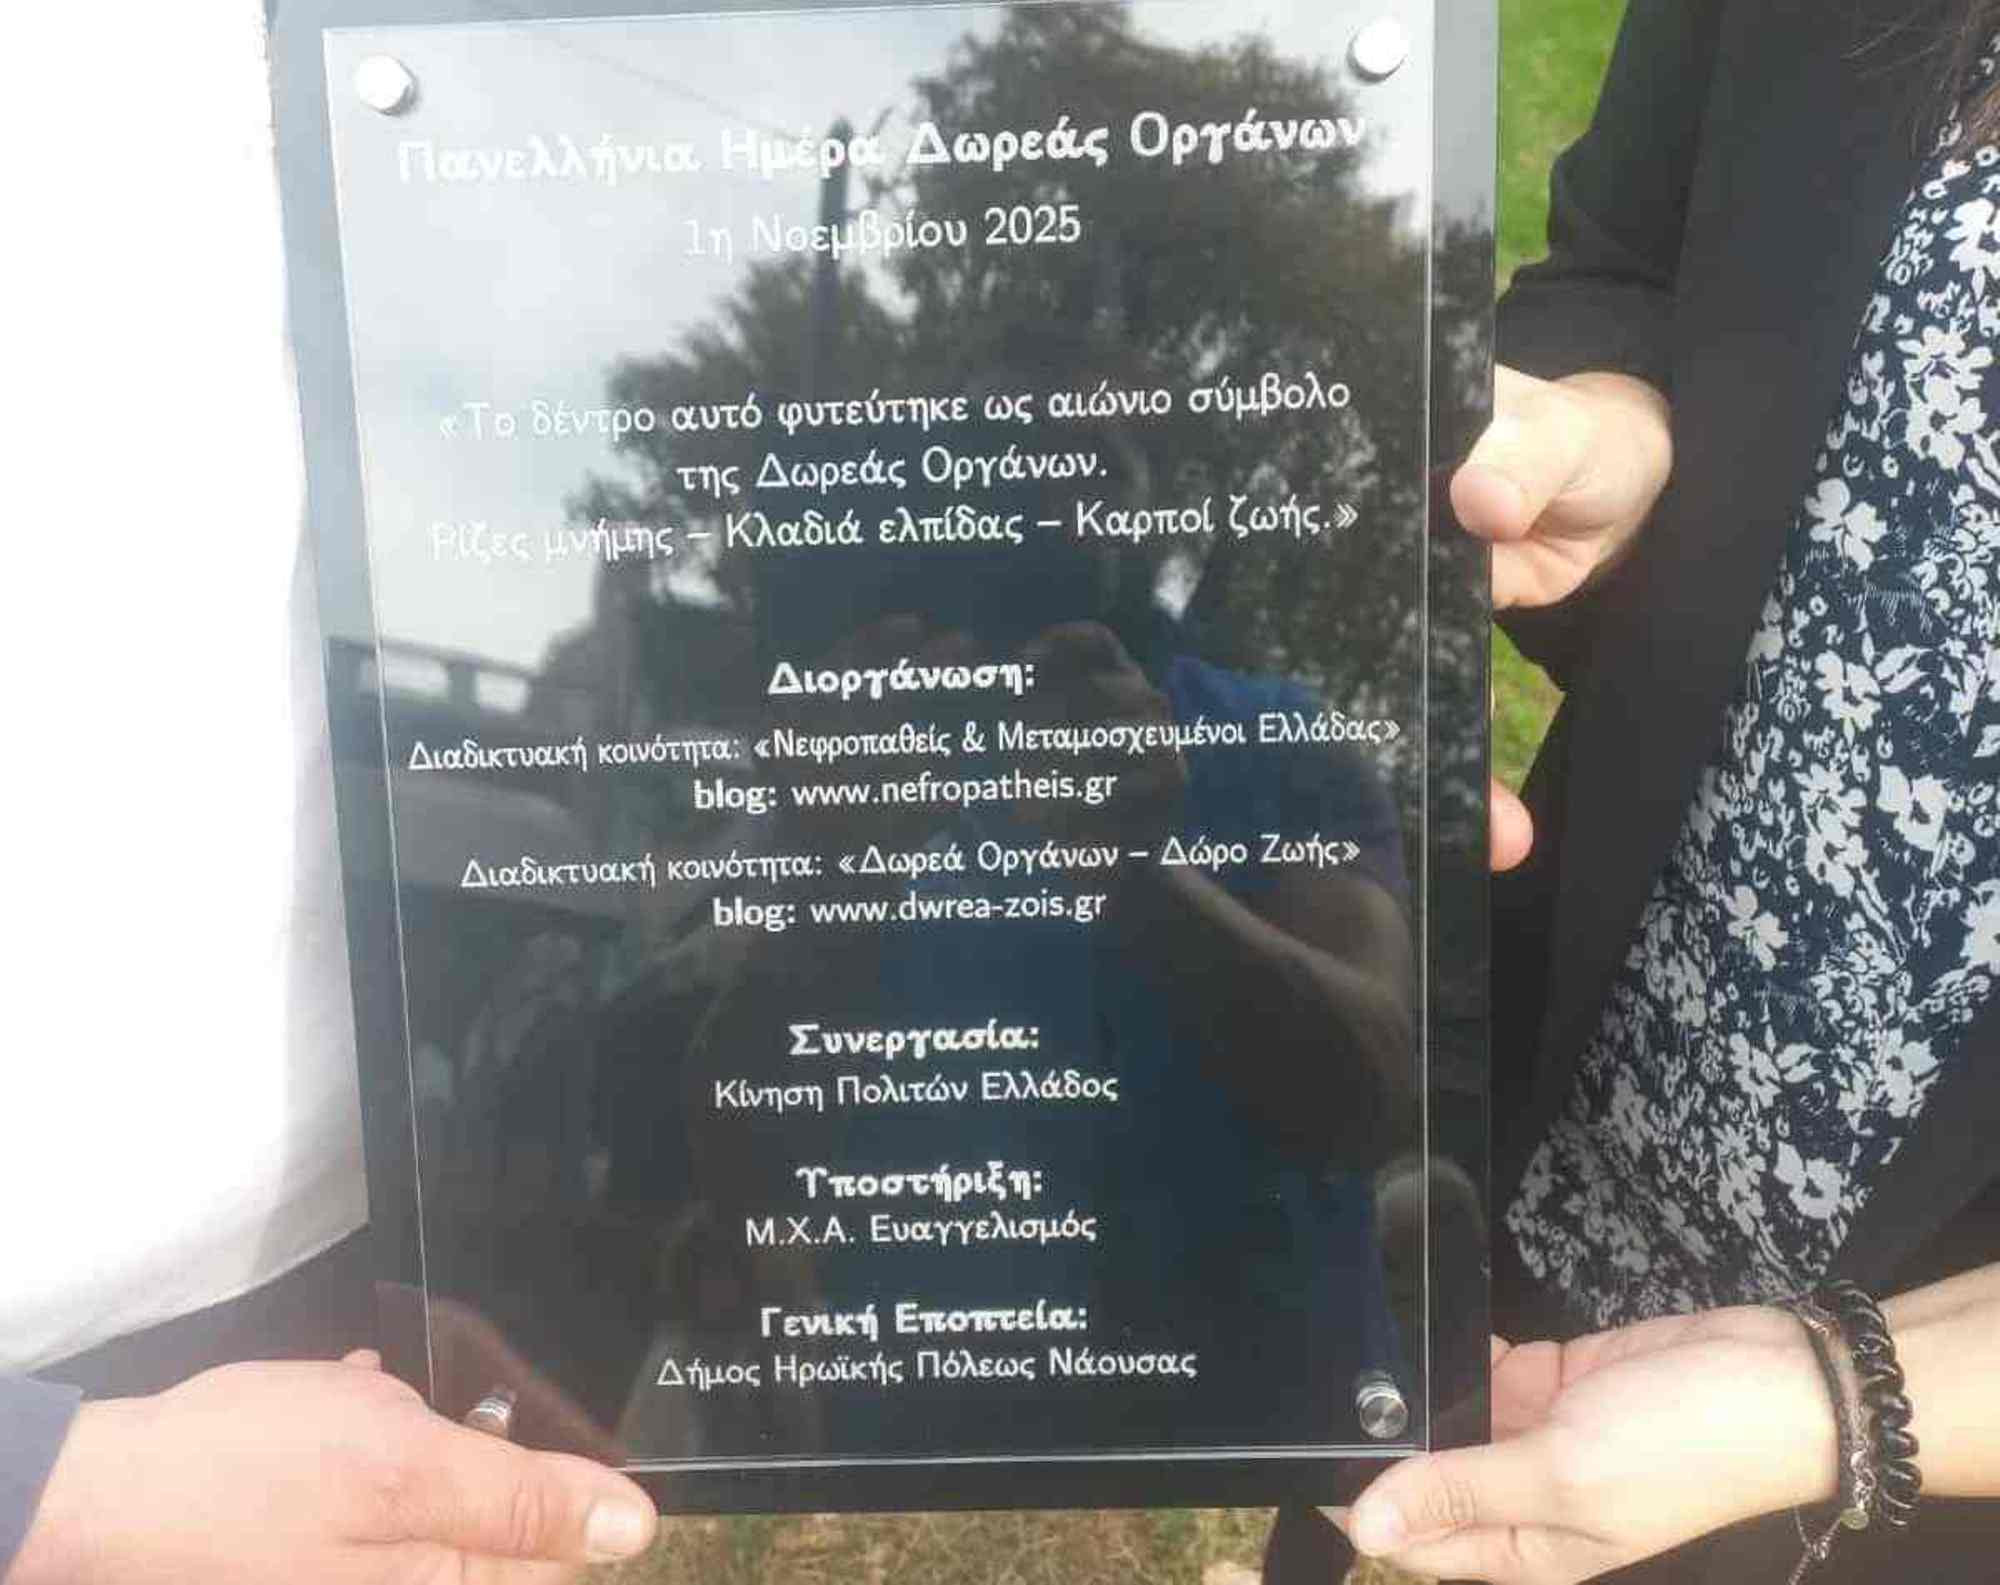 Πανελλήνια Ημέρα Δωρεάς Οργάνων
1η Νοεμβρίου 2025
«Το δέντρο αυτό φυτεύτηκε ως αιώνιο σύμβολο
της Δωρεάς Οργάνων.
Ρίζες μνήμης – Κλαδιά ελπίδας – Καρποί ζωής.»
Διοργάνωση:
Διαδικτυακή κοινότητα: «Νεφροπαθείς & Μεταμοσχευμένοι Ελλάδας»
blog: www.nefropatheis.gr
Διαδικτυακή κοινότητα: «Δωρεά Οργάνων – Δώρο Ζωής»
blog: www.dwrea-zois.gr
Συνεργασία:
Κίνηση Πολιτών Ελλάδος
Υποστήριξη:
Μ.Χ.Α. Ευαγγελισμός
Γενική Εποπτεία:
Δήμος Ηρωϊκής Πόλεως Νάουσας